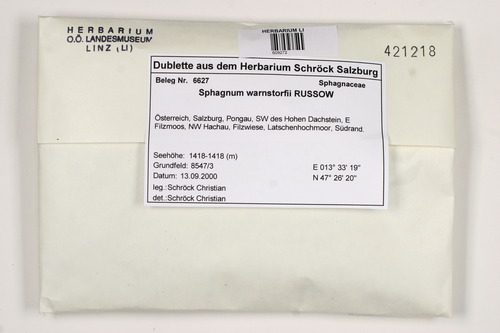 HERBARIUM
O.Ö. LANDESMUSEUM
LINZ (LI)
HERBARIUM LI
421218
Dublette aus dem Herbarium Schröck Salzburg
Beleg Nr. 6627 Sphagnaceae
Sphagnum warnstorfii RUSSOW
Österreich, Salzburg, Pongau, SW des Hohen Dachstein, E
Filzmoos, NW Hachau, Filzwiese, Latschenhochmoor, Südrand.
Seehöhe: 1418-1418 (m)
Grundfeld: 8547/3 E 013° 33' 19"
Datum: 13.09.2000 N 47° 26' 20"
leg.:Schröck Christian
det.:Schröck Christian